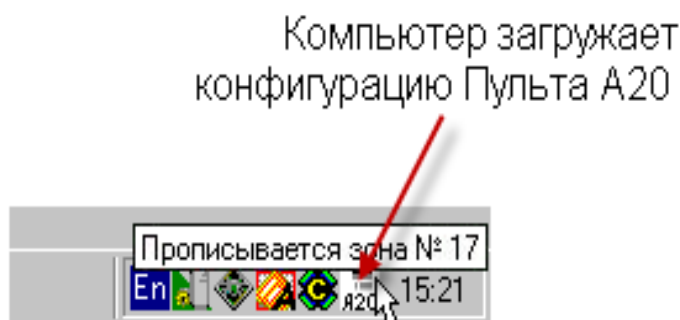 Компьютер загружает
конфигурацию Пульта А20
Прописывается зона № 17
En А20 15:21